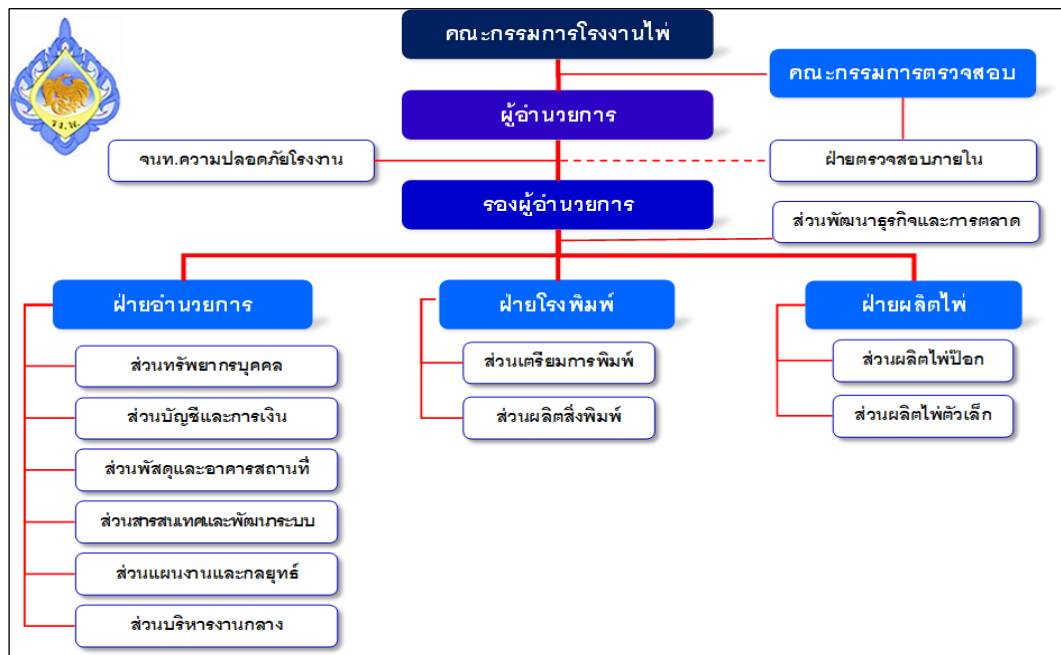 คณะกรรมการโรงงานไพ่
คณะกรรมการตรวจสอบ
ผู้อำนวยการ
จนท.ความปลอดภัยโรงงาน
ฝ่ายตรวจสอบภายใน
รองผู้อำนวยการ
ส่วนพัฒนาธุรกิจและการตลาด
ฝ่ายอำนวยการ
ฝ่ายโรงพิมพ์
ฝ่ายผลิตไพ่
ส่วนทรัพยากรบุคคล
ส่วนบัญชีและการเงิน
ส่วนพัสดุและอาคารสถานที่
ส่วนสารสนเทศและพัฒนาระบบ
ส่วนแผนงานและกลยุทธ์
ส่วนบริหารงานกลาง
ส่วนเตรียมการพิมพ์
ส่วนผลิตสิ่งพิมพ์
ส่วนผลิตไพ่ป๊อก
ส่วนผลิตไพ่ตัวเล็ก
ร.ง.พ.